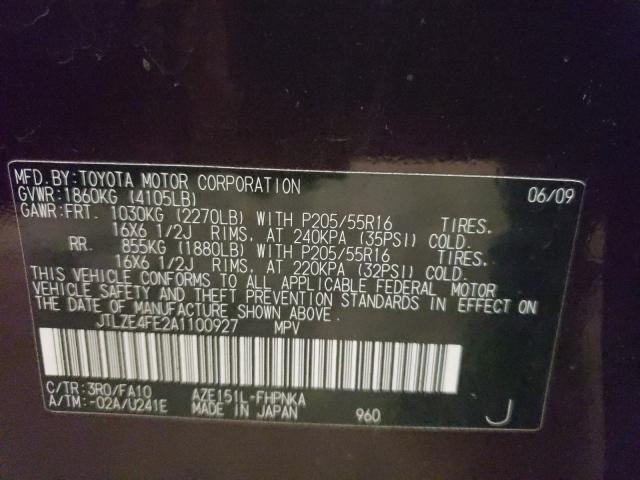 MFD.BY:TOYOTA MOTOR CORPORATION 06/09
GVWR:1860KG (4105LB)
GAWR:FRT. 1030KG (2270LB) WITH P205/55R16 TIRES.
16X6 1/2J RIMS, AT 240KPA (35PSI) COLD.
RR. 855KG (1880LB) WITH P205/55R16 TIRES.
16X6 1/2J RIMS, AT 220KPA (32PSI) COLD.
THIS VEHICLE CONFORMS TO ALL APPLICABLE FEDERAL MOTOR
VEHICLE SAFETY AND THEFT PREVENTION STANDARDS IN EFFECT ON
THE DATE OF MANUFACTURE SHOWN ABOVE.
JTLZE4FE2A1100927 MPV
C/TR:3R0/FA10 AZE151L-FHPNKA
A/TM:-02A/U241E MADE IN JAPAN 960 J